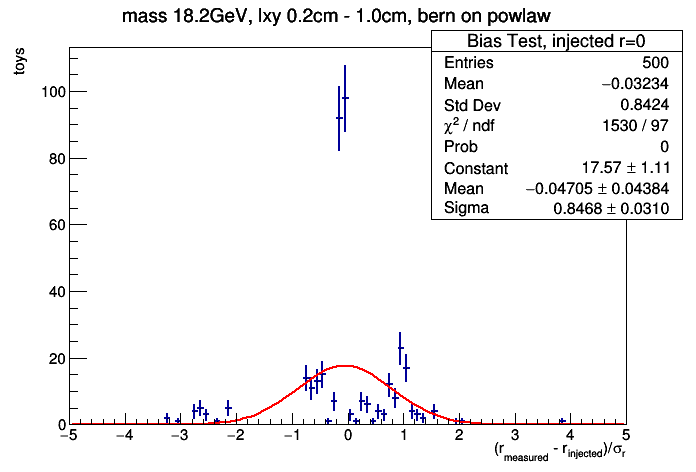 mass 18.2GeV, lxy 0.2cm - 1.0cm, bern on powlaw
Bias Test, injected r=0
Entries 500
Mean −0.03234
Std Dev 0.8424
χ² / ndf 1530 / 97
Prob 0
Constant 17.57 ± 1.11
Mean −0.04705 ± 0.04384
Sigma 0.8468 ± 0.0310
toys
100
80
60
40
20
0
−5 −4 −3 −2 −1 0 1 2 3 4 5
(r_measured - r_injected)/σ_r